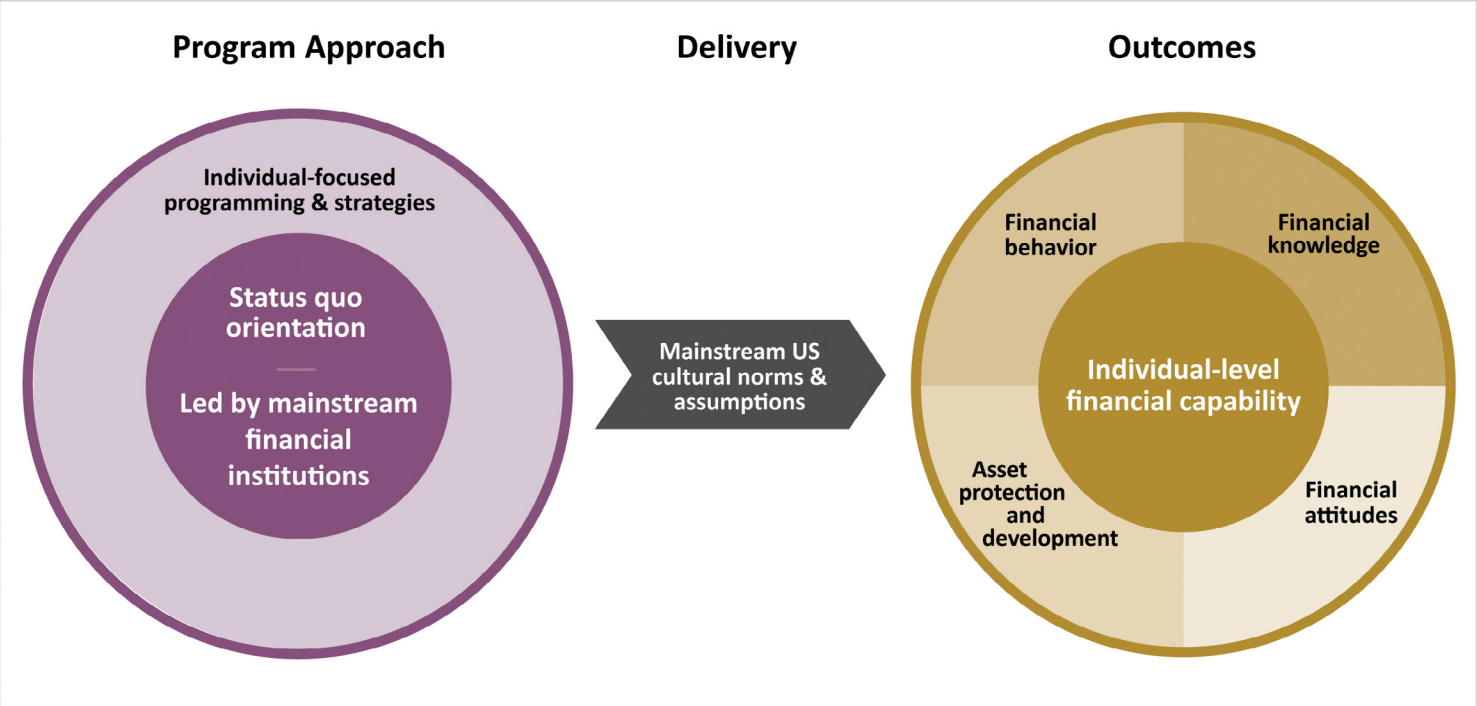 Program Approach
Delivery
Outcomes
Individual-focused
programming & strategies
Status quo
orientation
Led by mainstream
financial
institutions
Mainstream US
cultural norms &
assumptions
Financial
behavior
Financial
knowledge
Individual-level
financial capability
Asset
protection
and
development
Financial
attitudes